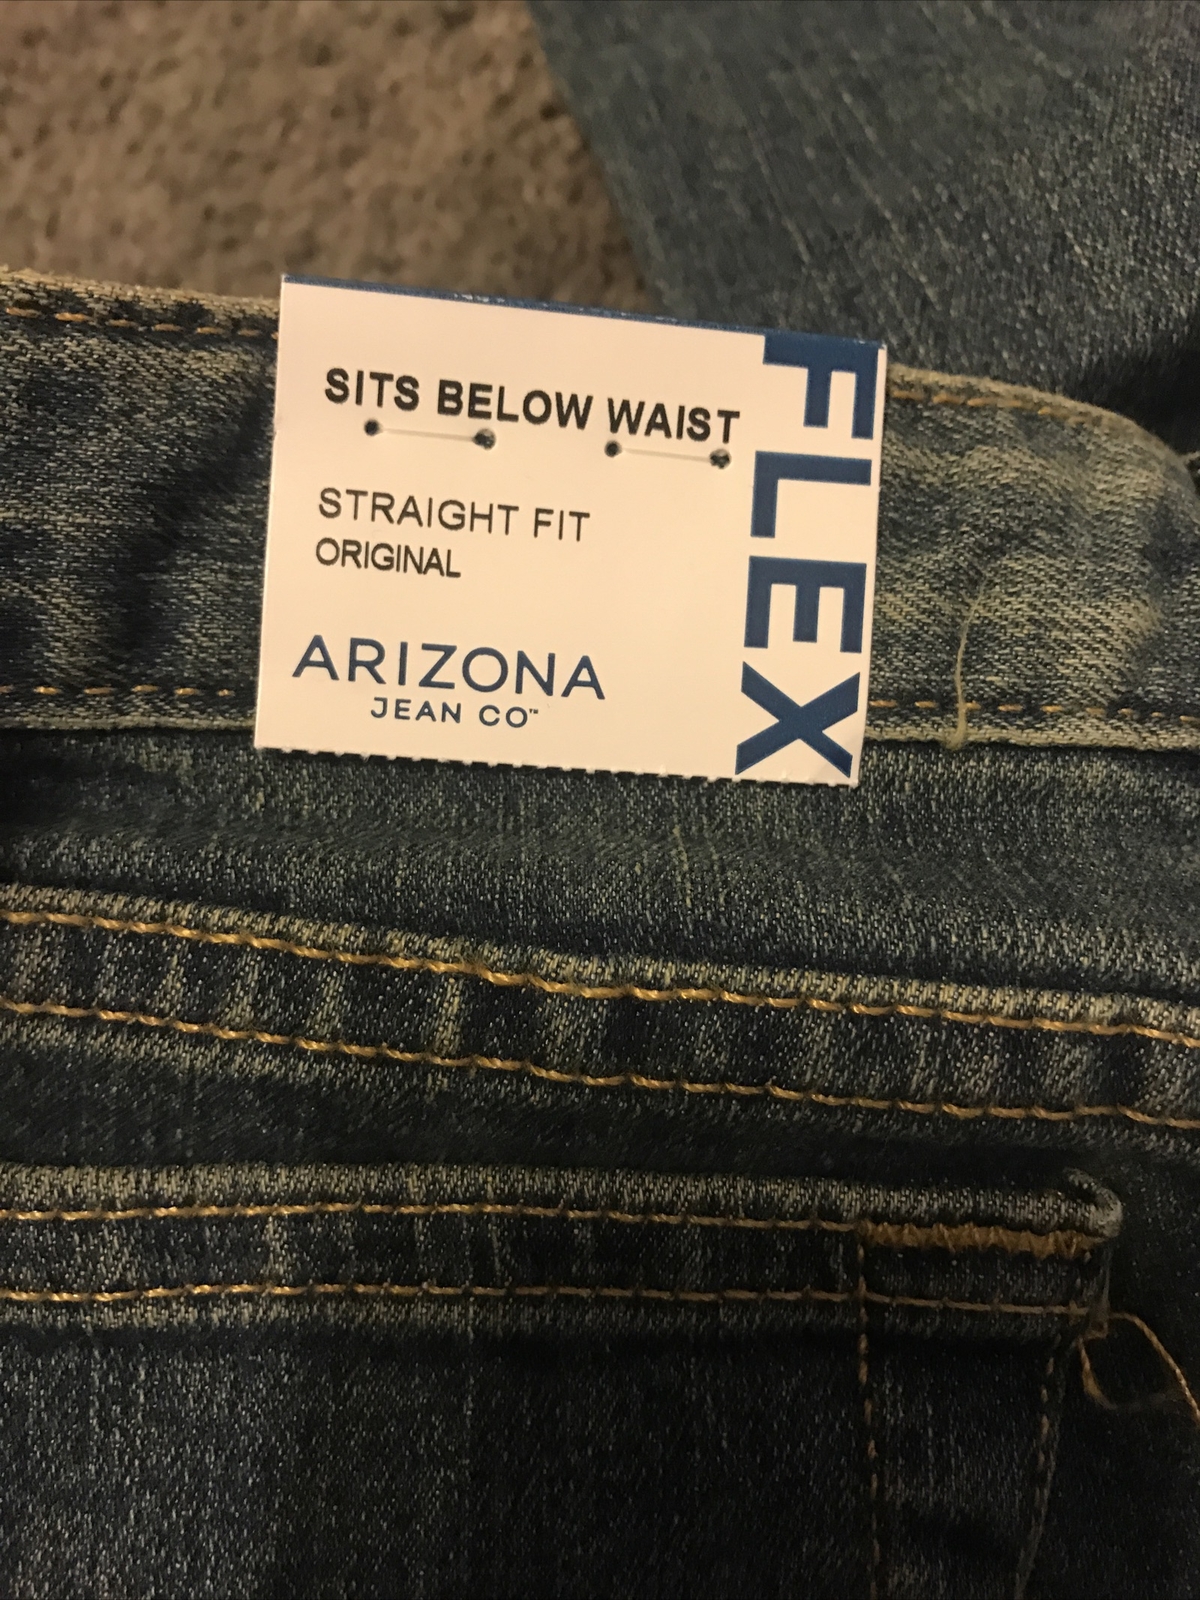 SITS BELOW WAIST
STRAIGHT FIT
ORIGINAL
ARIZONA
JEAN CO™
FLEX